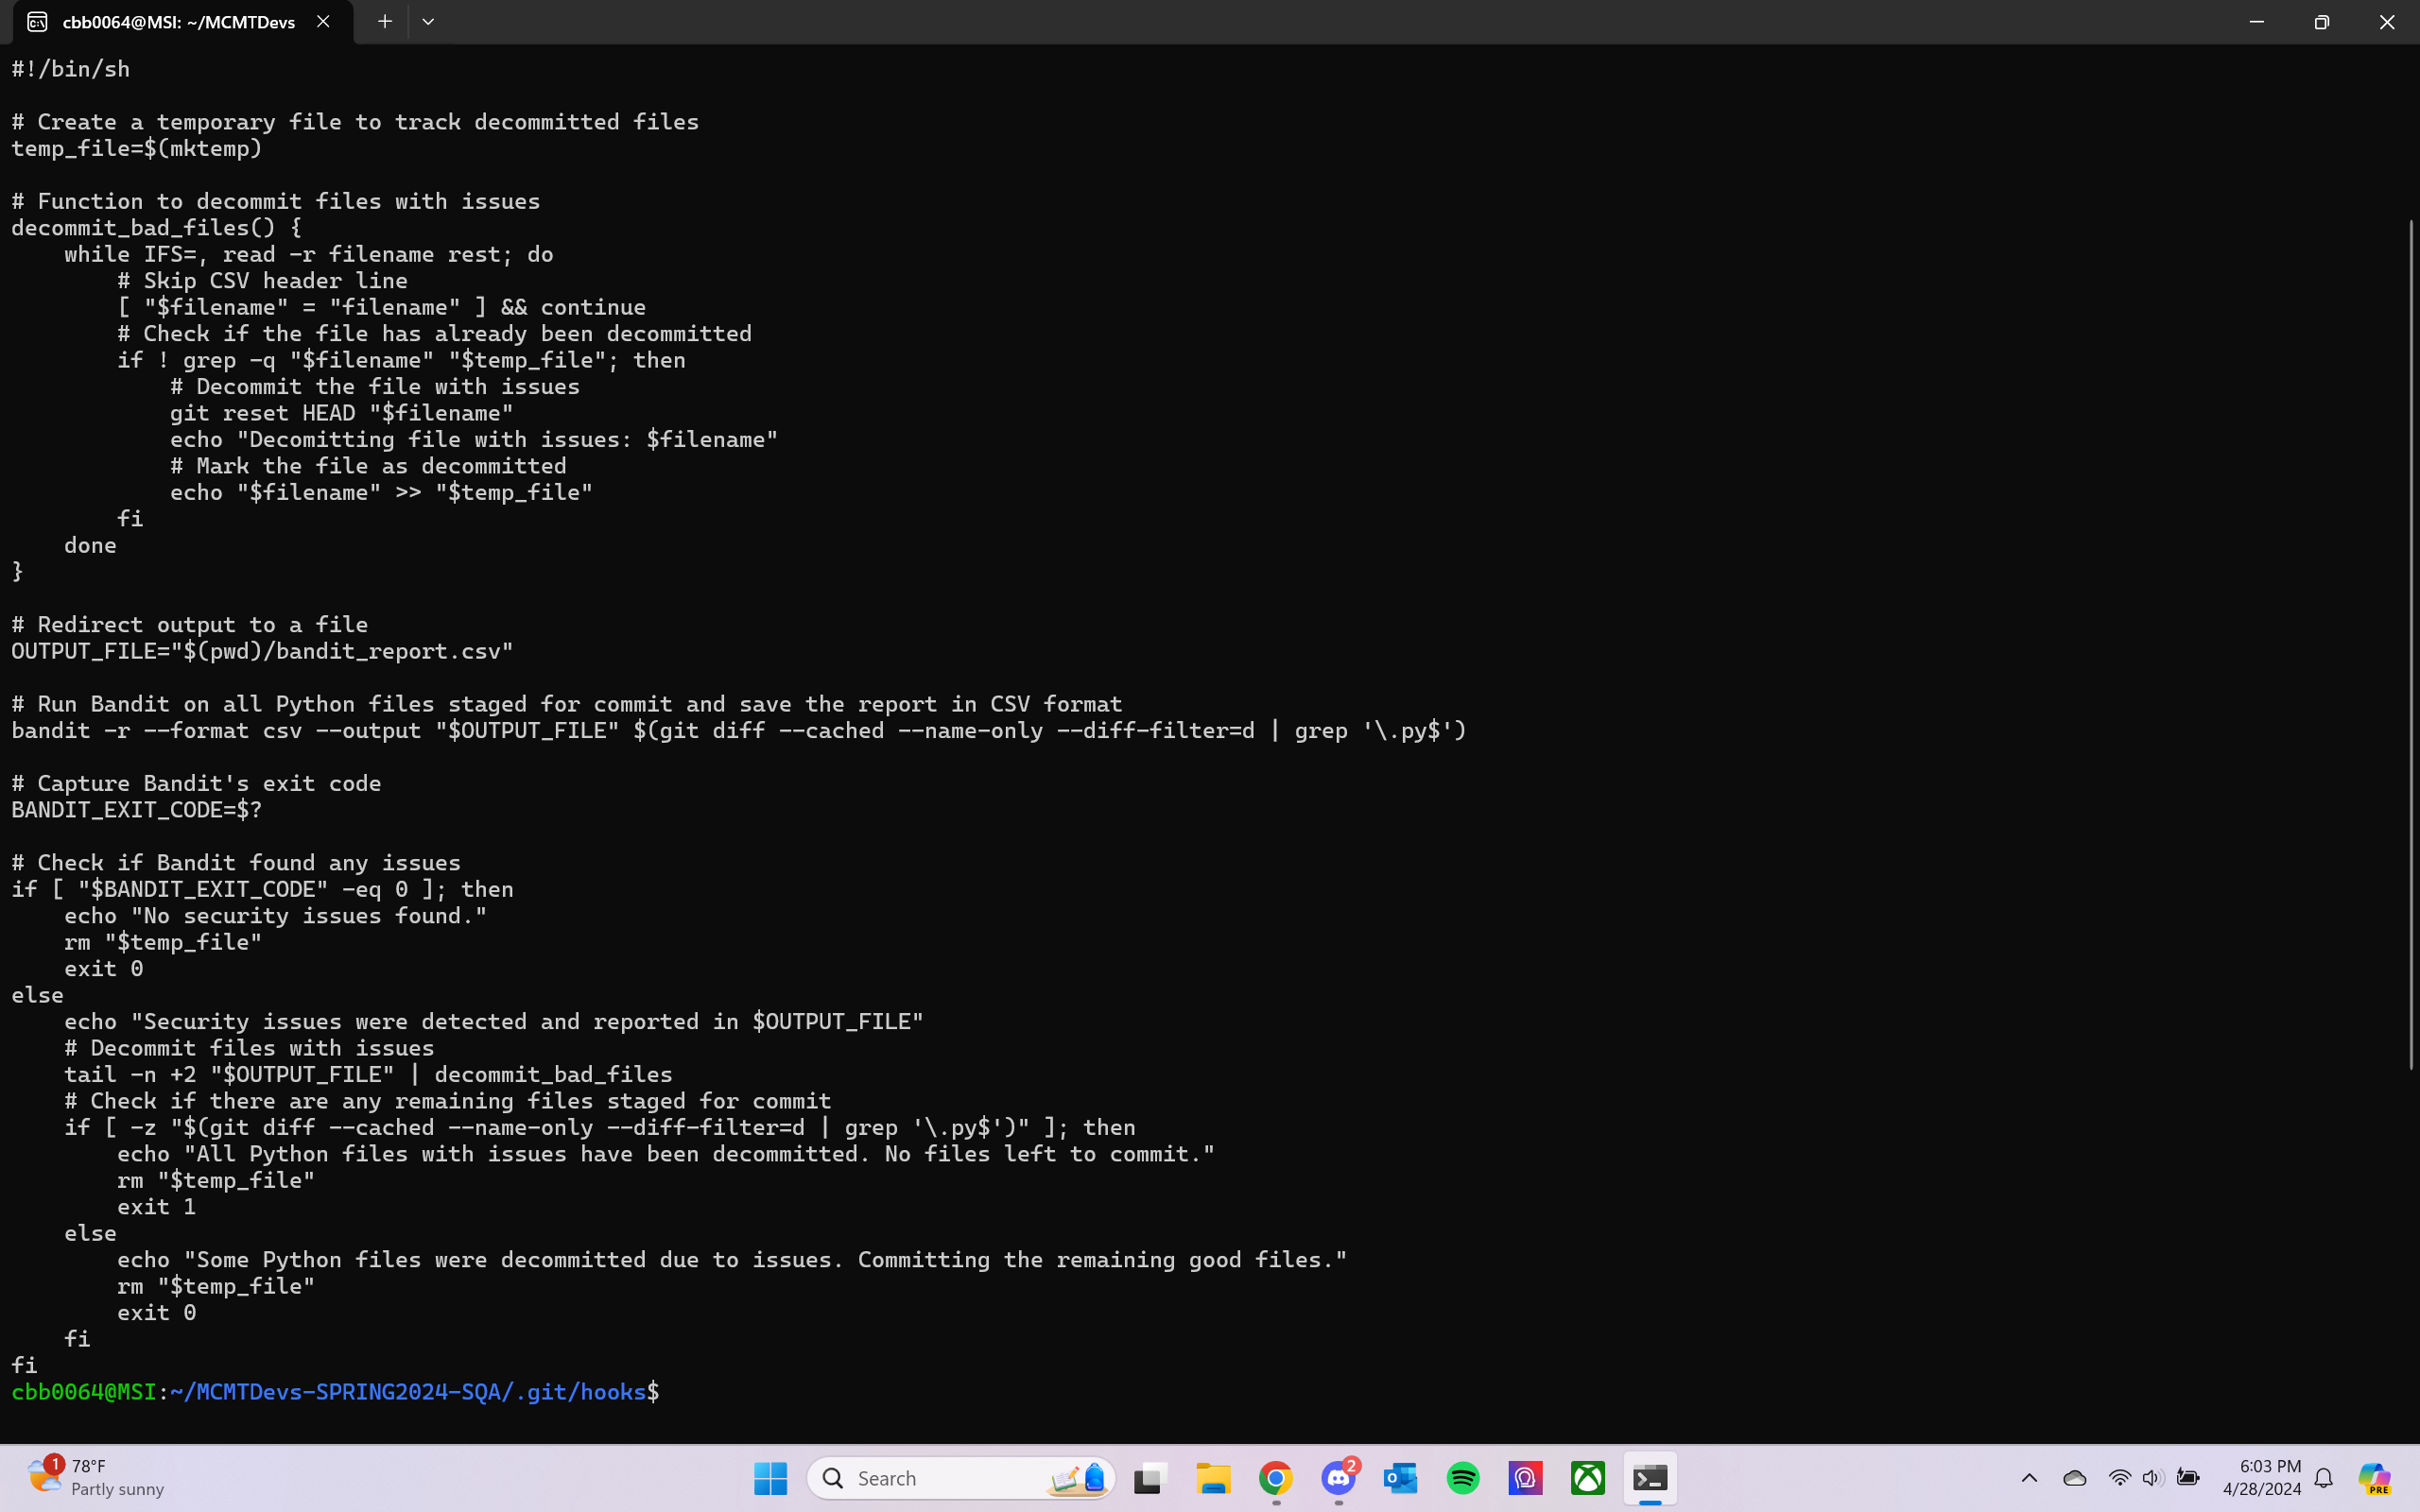 cbb0064@MSI: ~/MCMTDevs
#!/bin/sh
# Create a temporary file to track decommitted files
temp_file=$(mktemp)
# Function to decommit files with issues
decommit_bad_files() {
    while IFS=, read -r filename rest; do
        # Skip CSV header line
        [ "$filename" = "filename" ] && continue
        # Check if the file has already been decommitted
        if ! grep -q "$filename" "$temp_file"; then
            # Decommit the file with issues
            git reset HEAD "$filename"
            echo "Decomitting file with issues: $filename"
            # Mark the file as decommitted
            echo "$filename" >> "$temp_file"
        fi
    done
}
# Redirect output to a file
OUTPUT_FILE="$(pwd)/bandit_report.csv"
# Run Bandit on all Python files staged for commit and save the report in CSV format
bandit -r --format csv --output "$OUTPUT_FILE" $(git diff --cached --name-only --diff-filter=d | grep '\.py$')
# Capture Bandit's exit code
BANDIT_EXIT_CODE=$?
# Check if Bandit found any issues
if [ "$BANDIT_EXIT_CODE" -eq 0 ]; then
    echo "No security issues found."
    rm "$temp_file"
    exit 0
else
    echo "Security issues were detected and reported in $OUTPUT_FILE"
    # Decommit files with issues
    tail -n +2 "$OUTPUT_FILE" | decommit_bad_files
    # Check if there are any remaining files staged for commit
    if [ -z "$(git diff --cached --name-only --diff-filter=d | grep '\.py$')" ]; then
        echo "All Python files with issues have been decommitted. No files left to commit."
        rm "$temp_file"
        exit 1
    else
        echo "Some Python files were decommitted due to issues. Committing the remaining good files."
        rm "$temp_file"
        exit 0
    fi
fi
cbb0064@MSI:~/MCMTDevs-SPRING2024-SQA/.git/hooks$
1
78°F
Partly sunny
Search
2
6:03 PM
4/28/2024
PRE